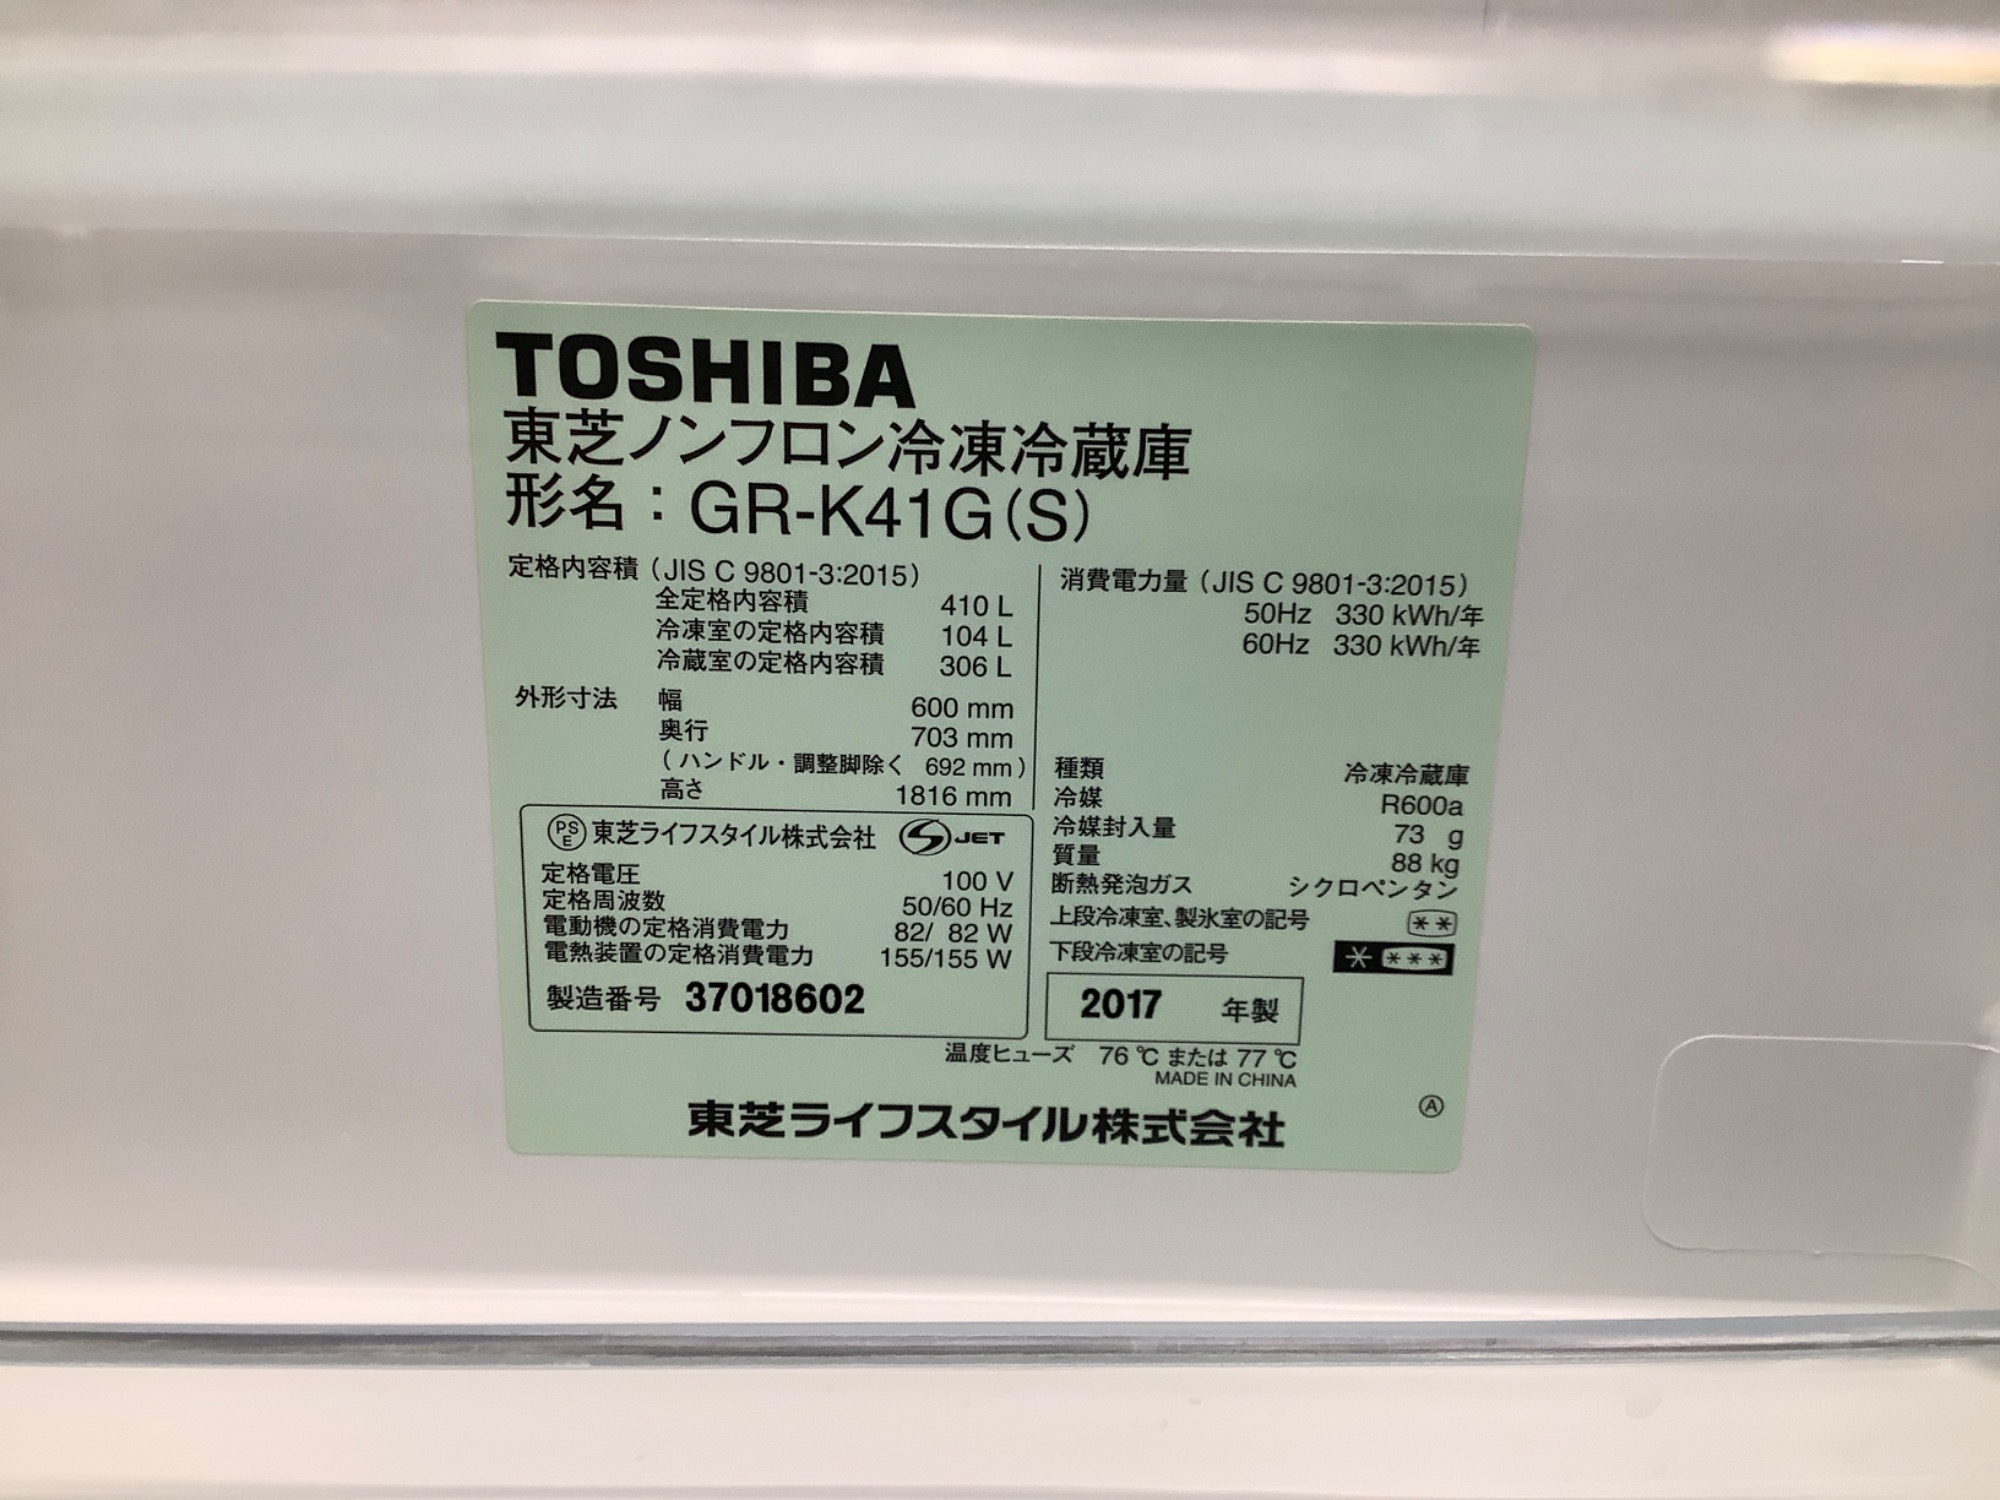 TOSHIBA
東芝ノンフロン冷凍冷蔵庫
形名：GR-K41G(S)
定格内容積（JIS C 9801-3:2015）
全定格内容積 410 L
冷凍室の定格内容積 104 L
冷蔵室の定格内容積 306 L
外形寸法 幅 600 mm
奥行 703 mm
（ハンドル・調整脚除く 692 mm）
高さ 1816 mm
PS E 東芝ライフスタイル株式会社 S JET
定格電圧 100 V
定格周波数 50/60 Hz
電動機の定格消費電力 82/ 82 W
電熱装置の定格消費電力 155/155 W
製造番号 37018602
消費電力量（JIS C 9801-3:2015）
50Hz 330 kWh/年
60Hz 330 kWh/年
種類 冷凍冷蔵庫
冷媒 R600a
冷媒封入量 73 g
質量 88 kg
断熱発泡ガス シクロペンタン
上段冷凍室、製氷室の記号 **
下段冷凍室の記号 * ***
2017 年製
温度ヒューズ 76 ℃ または 77 ℃
MADE IN CHINA
東芝ライフスタイル株式会社 Ⓐ